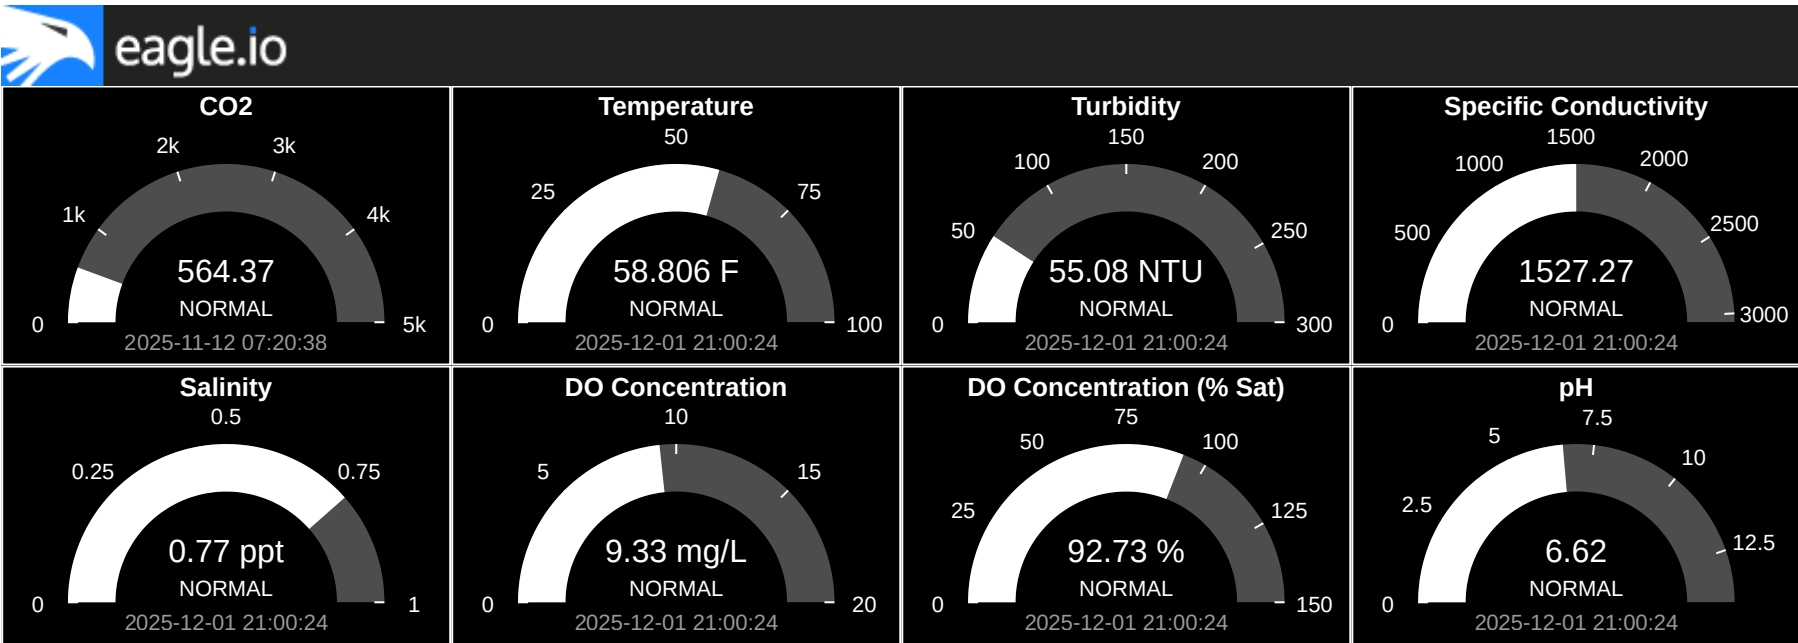 eagle.io
CO2
2k 3k
1k 4k
564.37
NORMAL
0 5k
2025-11-12 07:20:38
Temperature
50
25 75
58.806 F
NORMAL
0 100
2025-12-01 21:00:24
Turbidity
150
100 200
50 250
55.08 NTU
NORMAL
0 300
2025-12-01 21:00:24
Specific Conductivity
1500
1000 2000
500 2500
1527.27
NORMAL
0 3000
2025-12-01 21:00:24
Salinity
0.5
0.25 0.75
0.77 ppt
NORMAL
0 1
2025-12-01 21:00:24
DO Concentration
10
5 15
9.33 mg/L
NORMAL
0 20
2025-12-01 21:00:24
DO Concentration (% Sat)
75
50 100
25 125
92.73 %
NORMAL
0 150
2025-12-01 21:00:24
pH
7.5
5 10
2.5 12.5
6.62
NORMAL
0
2025-12-01 21:00:24